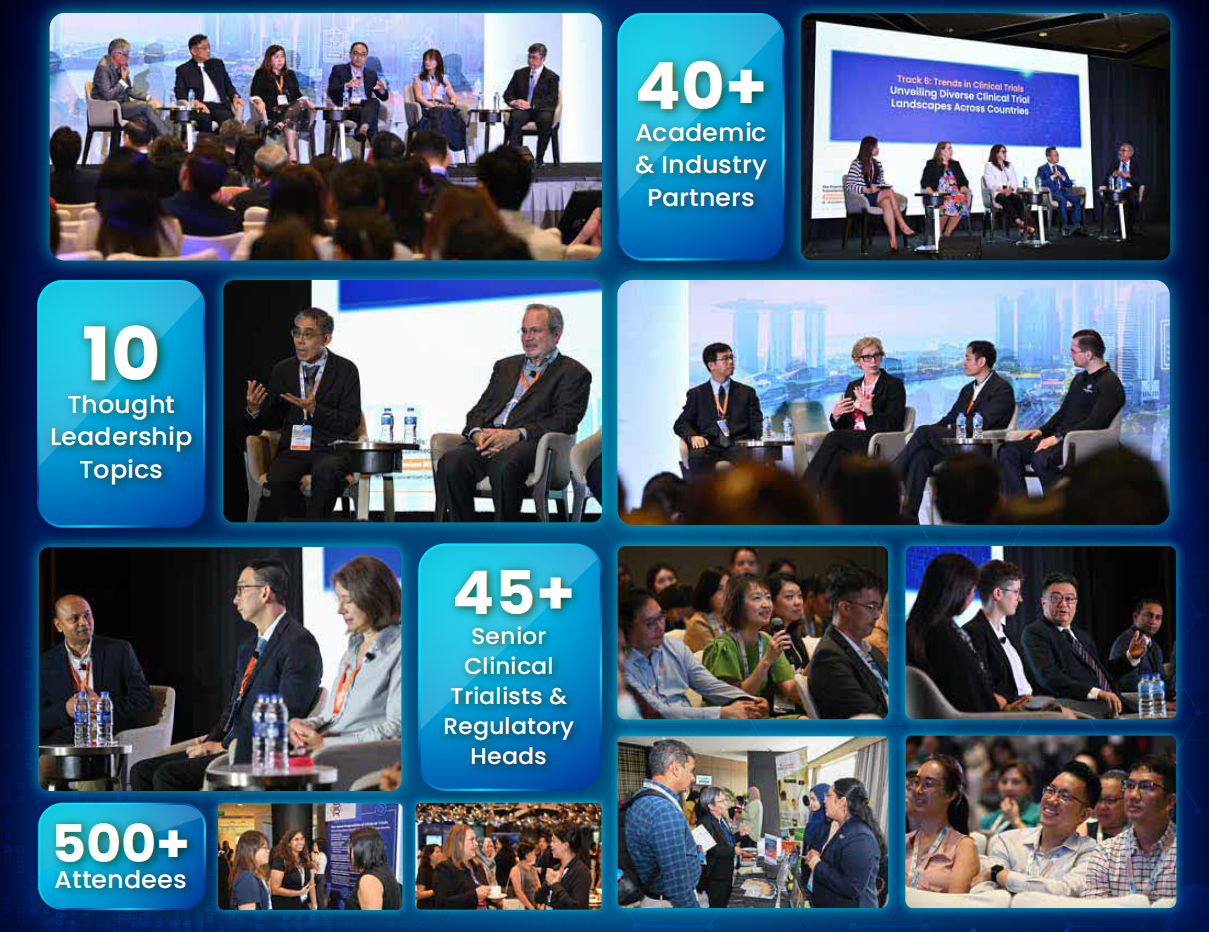 40+
Academic
& Industry
Partners
Track 6: Trends in Clinical Trials
Unveiling Diverse Clinical Trial
Landscapes Across Countries
10
Thought
Leadership
Topics
45+
Senior
Clinical
Trialists &
Regulatory
Heads
500+
Attendees